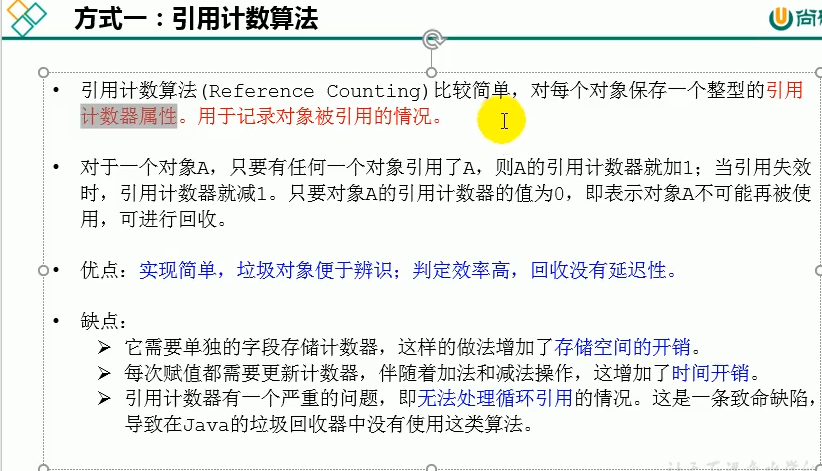 方式一：引用计数算法
尚硅
• 引用计数算法(Reference Counting)比较简单，对每个对象保存一个整型的引用
计数器属性。用于记录对象被引用的情况。
• 对于一个对象A，只要有任何一个对象引用了A，则A的引用计数器就加1；当引用失效
时，引用计数器就减1。只要对象A的引用计数器的值为0，即表示对象A不可能再被使
用，可进行回收。
• 优点：实现简单，垃圾对象便于辨识；判定效率高，回收没有延迟性。
• 缺点：
➢ 它需要单独的字段存储计数器，这样的做法增加了存储空间的开销。
➢ 每次赋值都需要更新计数器，伴随着加法和减法操作，这增加了时间开销。
➢ 引用计数器有一个严重的问题，即无法处理循环引用的情况。这是一条致命缺陷，
导致在Java的垃圾回收器中没有使用这类算法。